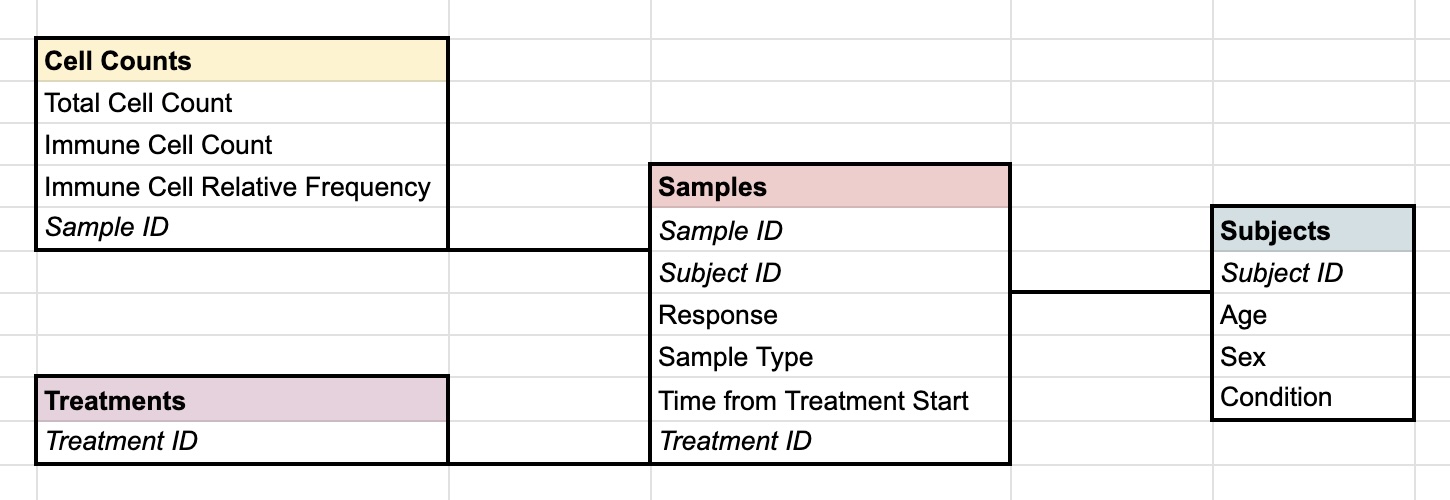 Cell Counts
Total Cell Count
Immune Cell Count
Immune Cell Relative Frequency
Sample ID
Treatments
Treatment ID
Samples
Sample ID
Subject ID
Response
Sample Type
Time from Treatment Start
Treatment ID
Subjects
Subject ID
Age
Sex
Condition